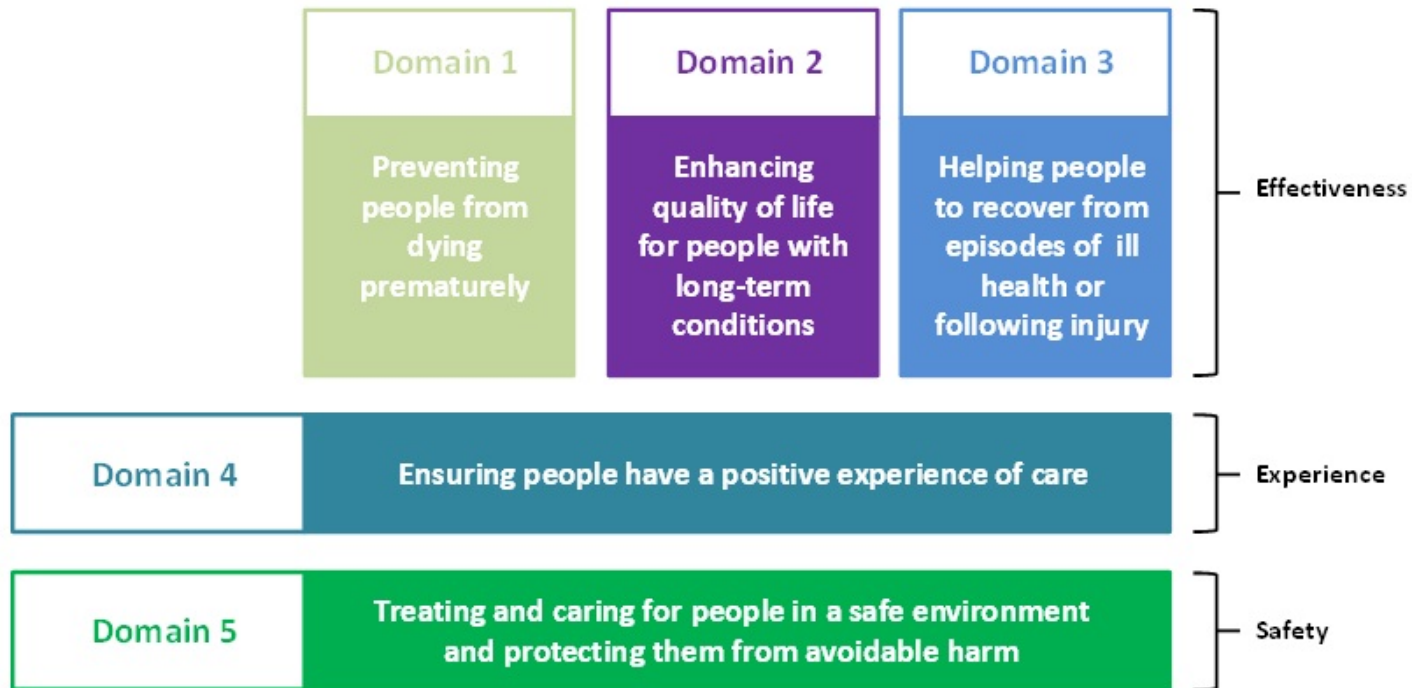 Domain 1
Preventing
people from
dying
prematurely
Domain 2
Enhancing
quality of life
for people with
long-term
conditions
Domain 3
Helping people
to recover from
episodes of ill
health or
following injury
Effectiveness
Domain 4
Ensuring people have a positive experience of care
Experience
Domain 5
Treating and caring for people in a safe environment
and protecting them from avoidable harm
Safety